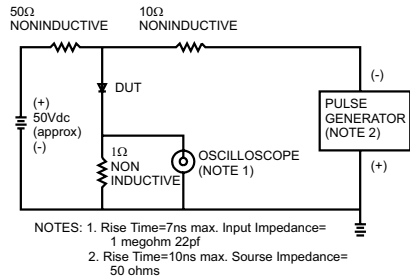 50Ω
NONINDUCTIVE
10Ω
NONINDUCTIVE
(+)
50Vdc
(approx)
(-)
DUT
1Ω
NON
INDUCTIVE
OSCILLOSCOPE
(NOTE 1)
(-)
PULSE
GENERATOR
(NOTE 2)
(+)
NOTES: 1. Rise Time=7ns max. Input Impedance=
1 megohm 22pf
2. Rise Time=10ns max. Sourse Impedance=
50 ohms